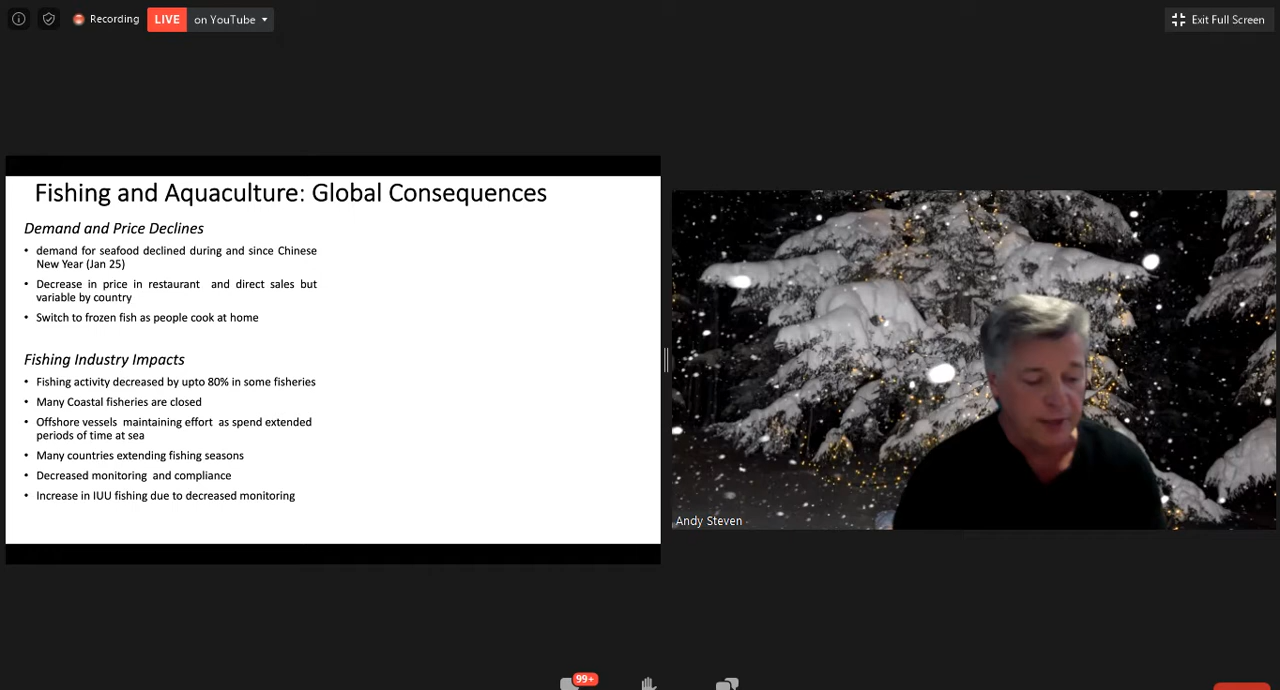 Recording
LIVE
on YouTube
Exit Full Screen
Fishing and Aquaculture: Global Consequences
Demand and Price Declines
• demand for seafood declined during and since Chinese
New Year (Jan 25)
• Decrease in price in restaurant and direct sales but
variable by country
• Switch to frozen fish as people cook at home
Fishing Industry Impacts
• Fishing activity decreased by upto 80% in some fisheries
• Many Coastal fisheries are closed
• Offshore vessels maintaining effort as spend extended
periods of time at sea
• Many countries extending fishing seasons
• Decreased monitoring and compliance
• Increase in IUU fishing due to decreased monitoring
Andy Steven
99+